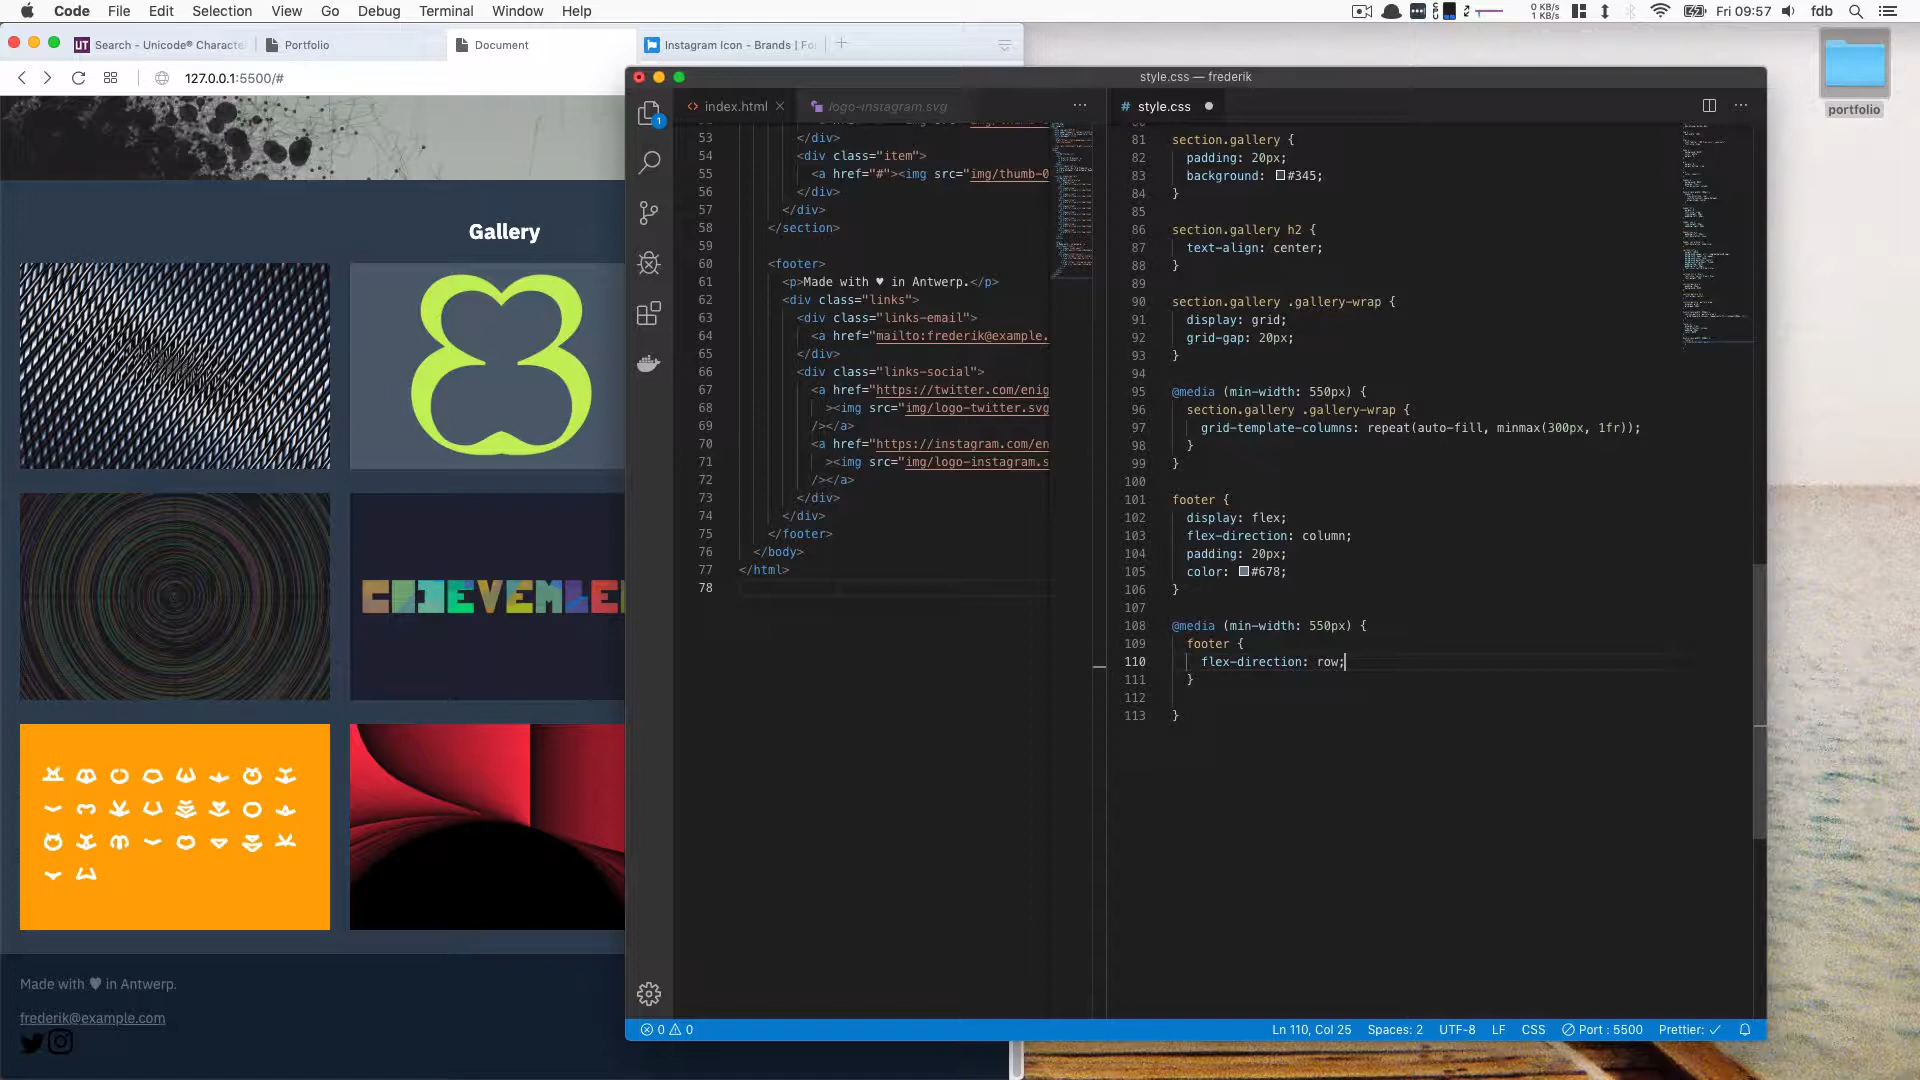 Code File Edit Selection View Go Debug Terminal Window Help
0 KB/s
1 KB/s
Fri 09:57 fdb
UT Search - Unicode® Characte
Portfolio
Document
Instagram Icon - Brands | Fo
127.0.0.1:5500/#
portfolio
Gallery
Made with ♥ in Antwerp.
frederik@example.com
style.css — frederik
1
index.html
logo-instagram.svg
53 </div>
54 <div class="item">
55 <a href="#"><img src="img/thumb-0
56 </div>
57 </div>
58 </section>
59
60 <footer>
61 <p>Made with ♥ in Antwerp.</p>
62 <div class="links">
63 <div class="links-email">
64 <a href="mailto:frederik@example.
65 </div>
66 <div class="links-social">
67 <a href="https://twitter.com/enig
68 ><img src="img/logo-twitter.svg
69 /></a>
70 <a href="https://instagram.com/en
71 ><img src="img/logo-instagram.s
72 /></a>
73 </div>
74 </div>
75 </footer>
76 </body>
77 </html>
78
# style.css
81 section.gallery {
82 padding: 20px;
83 background: #345;
84 }
85
86 section.gallery h2 {
87 text-align: center;
88 }
89
90 section.gallery .gallery-wrap {
91 display: grid;
92 grid-gap: 20px;
93 }
94
95 @media (min-width: 550px) {
96 section.gallery .gallery-wrap {
97 grid-template-columns: repeat(auto-fill, minmax(300px, 1fr));
98 }
99 }
100
101 footer {
102 display: flex;
103 flex-direction: column;
104 padding: 20px;
105 color: #678;
106 }
107
108 @media (min-width: 550px) {
109 footer {
110 flex-direction: row;
111 }
112
113 }
0 0
Ln 110, Col 25 Spaces: 2 UTF-8 LF CSS Port : 5500 Prettier: ✓